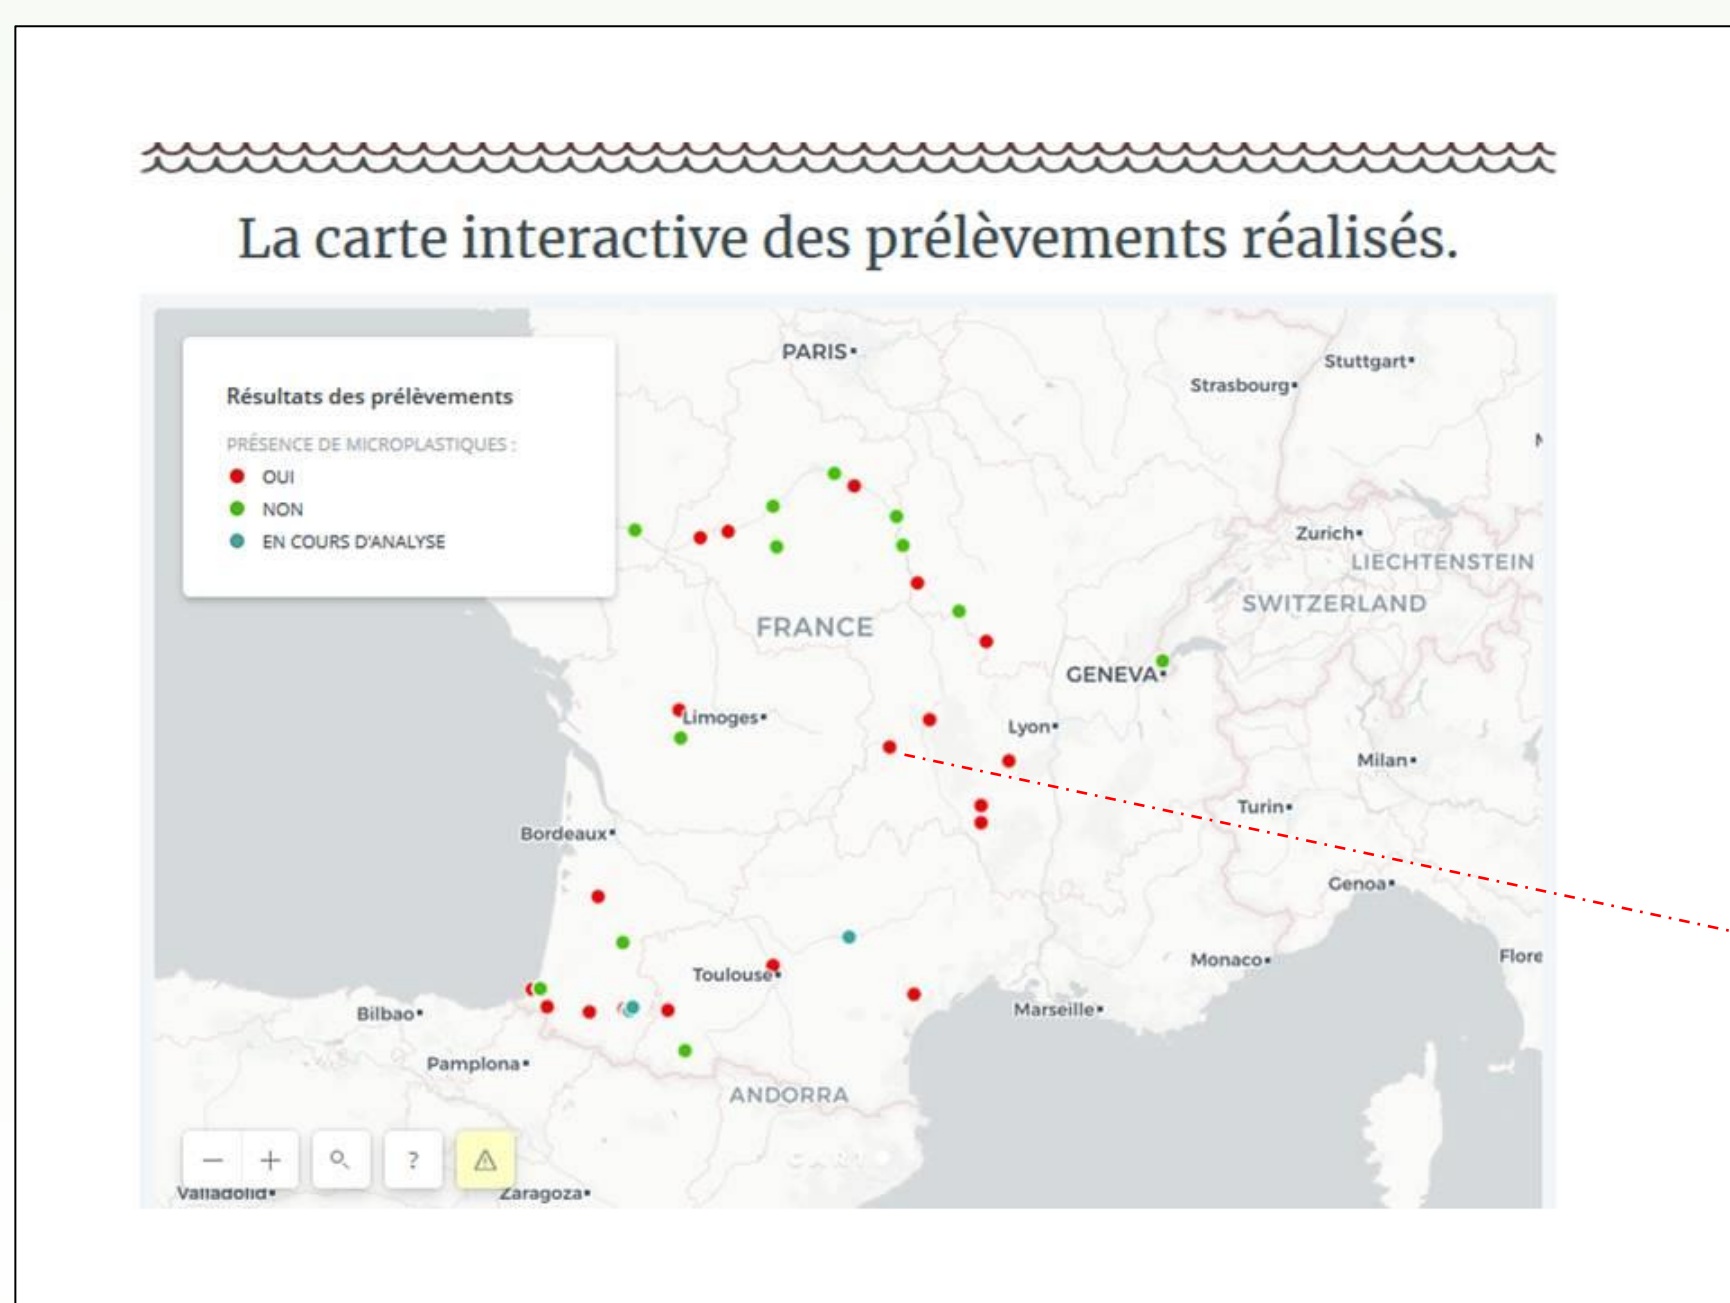 La carte interactive des prélèvements réalisés.
Résultats des prélèvements
PRÉSENCE DE MICROPLASTIQUES :
OUI
NON
EN COURS D'ANALYSE
PARIS
Stuttgart
Strasbourg
Zurich
LIECHTENSTEIN
SWITZERLAND
FRANCE
GENEVA
Limoges
Lyon
Milan
Turin
Bordeaux
Genoa
Monaco
Flore
Toulouse
Marseille
Bilbao
Pamplona
ANDORRA
− + ?
Valladolid
Zaragoza